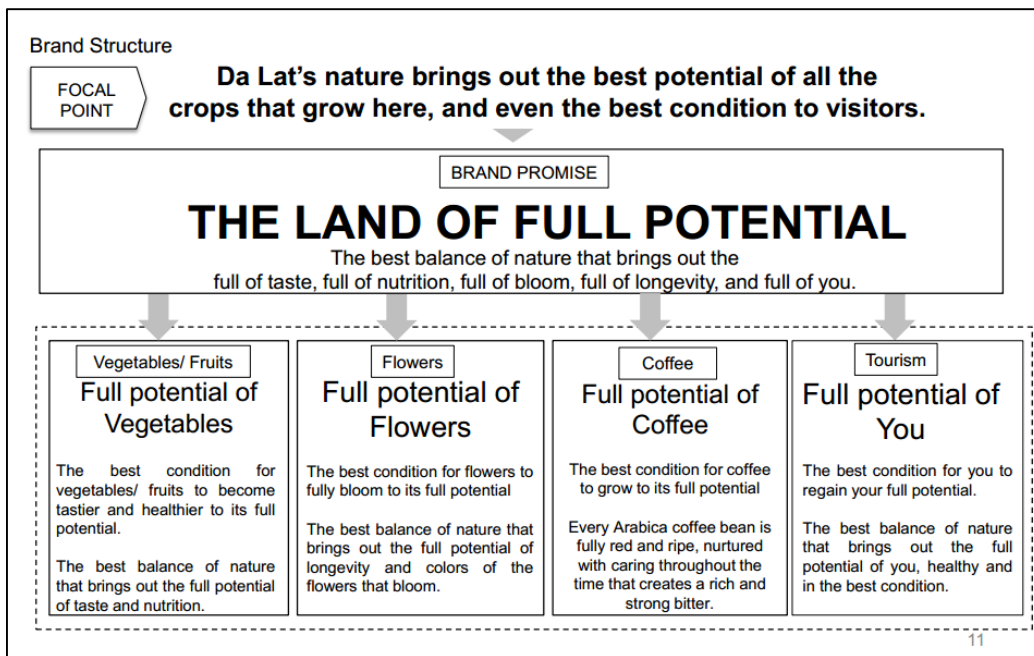 Brand Structure
FOCAL
POINT
Da Lat's nature brings out the best potential of all the
crops that grow here, and even the best condition to visitors.
BRAND PROMISE
THE LAND OF FULL POTENTIAL
The best balance of nature that brings out the
full of taste, full of nutrition, full of bloom, full of longevity, and full of you.
Vegetables/ Fruits
Full potential of
Vegetables
The best condition for
vegetables/ fruits to become
tastier and healthier to its full
potential.
The best balance of nature
that brings out the full potential
of taste and nutrition.
Flowers
Full potential of
Flowers
The best condition for flowers to
fully bloom to its full potential
The best balance of nature that
brings out the full potential of
longevity and colors of the
flowers that bloom.
Coffee
Full potential of
Coffee
The best condition for coffee
to grow to its full potential
Every Arabica coffee bean is
fully red and ripe, nurtured
with caring throughout the
time that creates a rich and
strong bitter.
Tourism
Full potential of
You
The best condition for you to
regain your full potential.
The best balance of nature
that brings out the full
potential of you, healthy and
in the best condition.
11